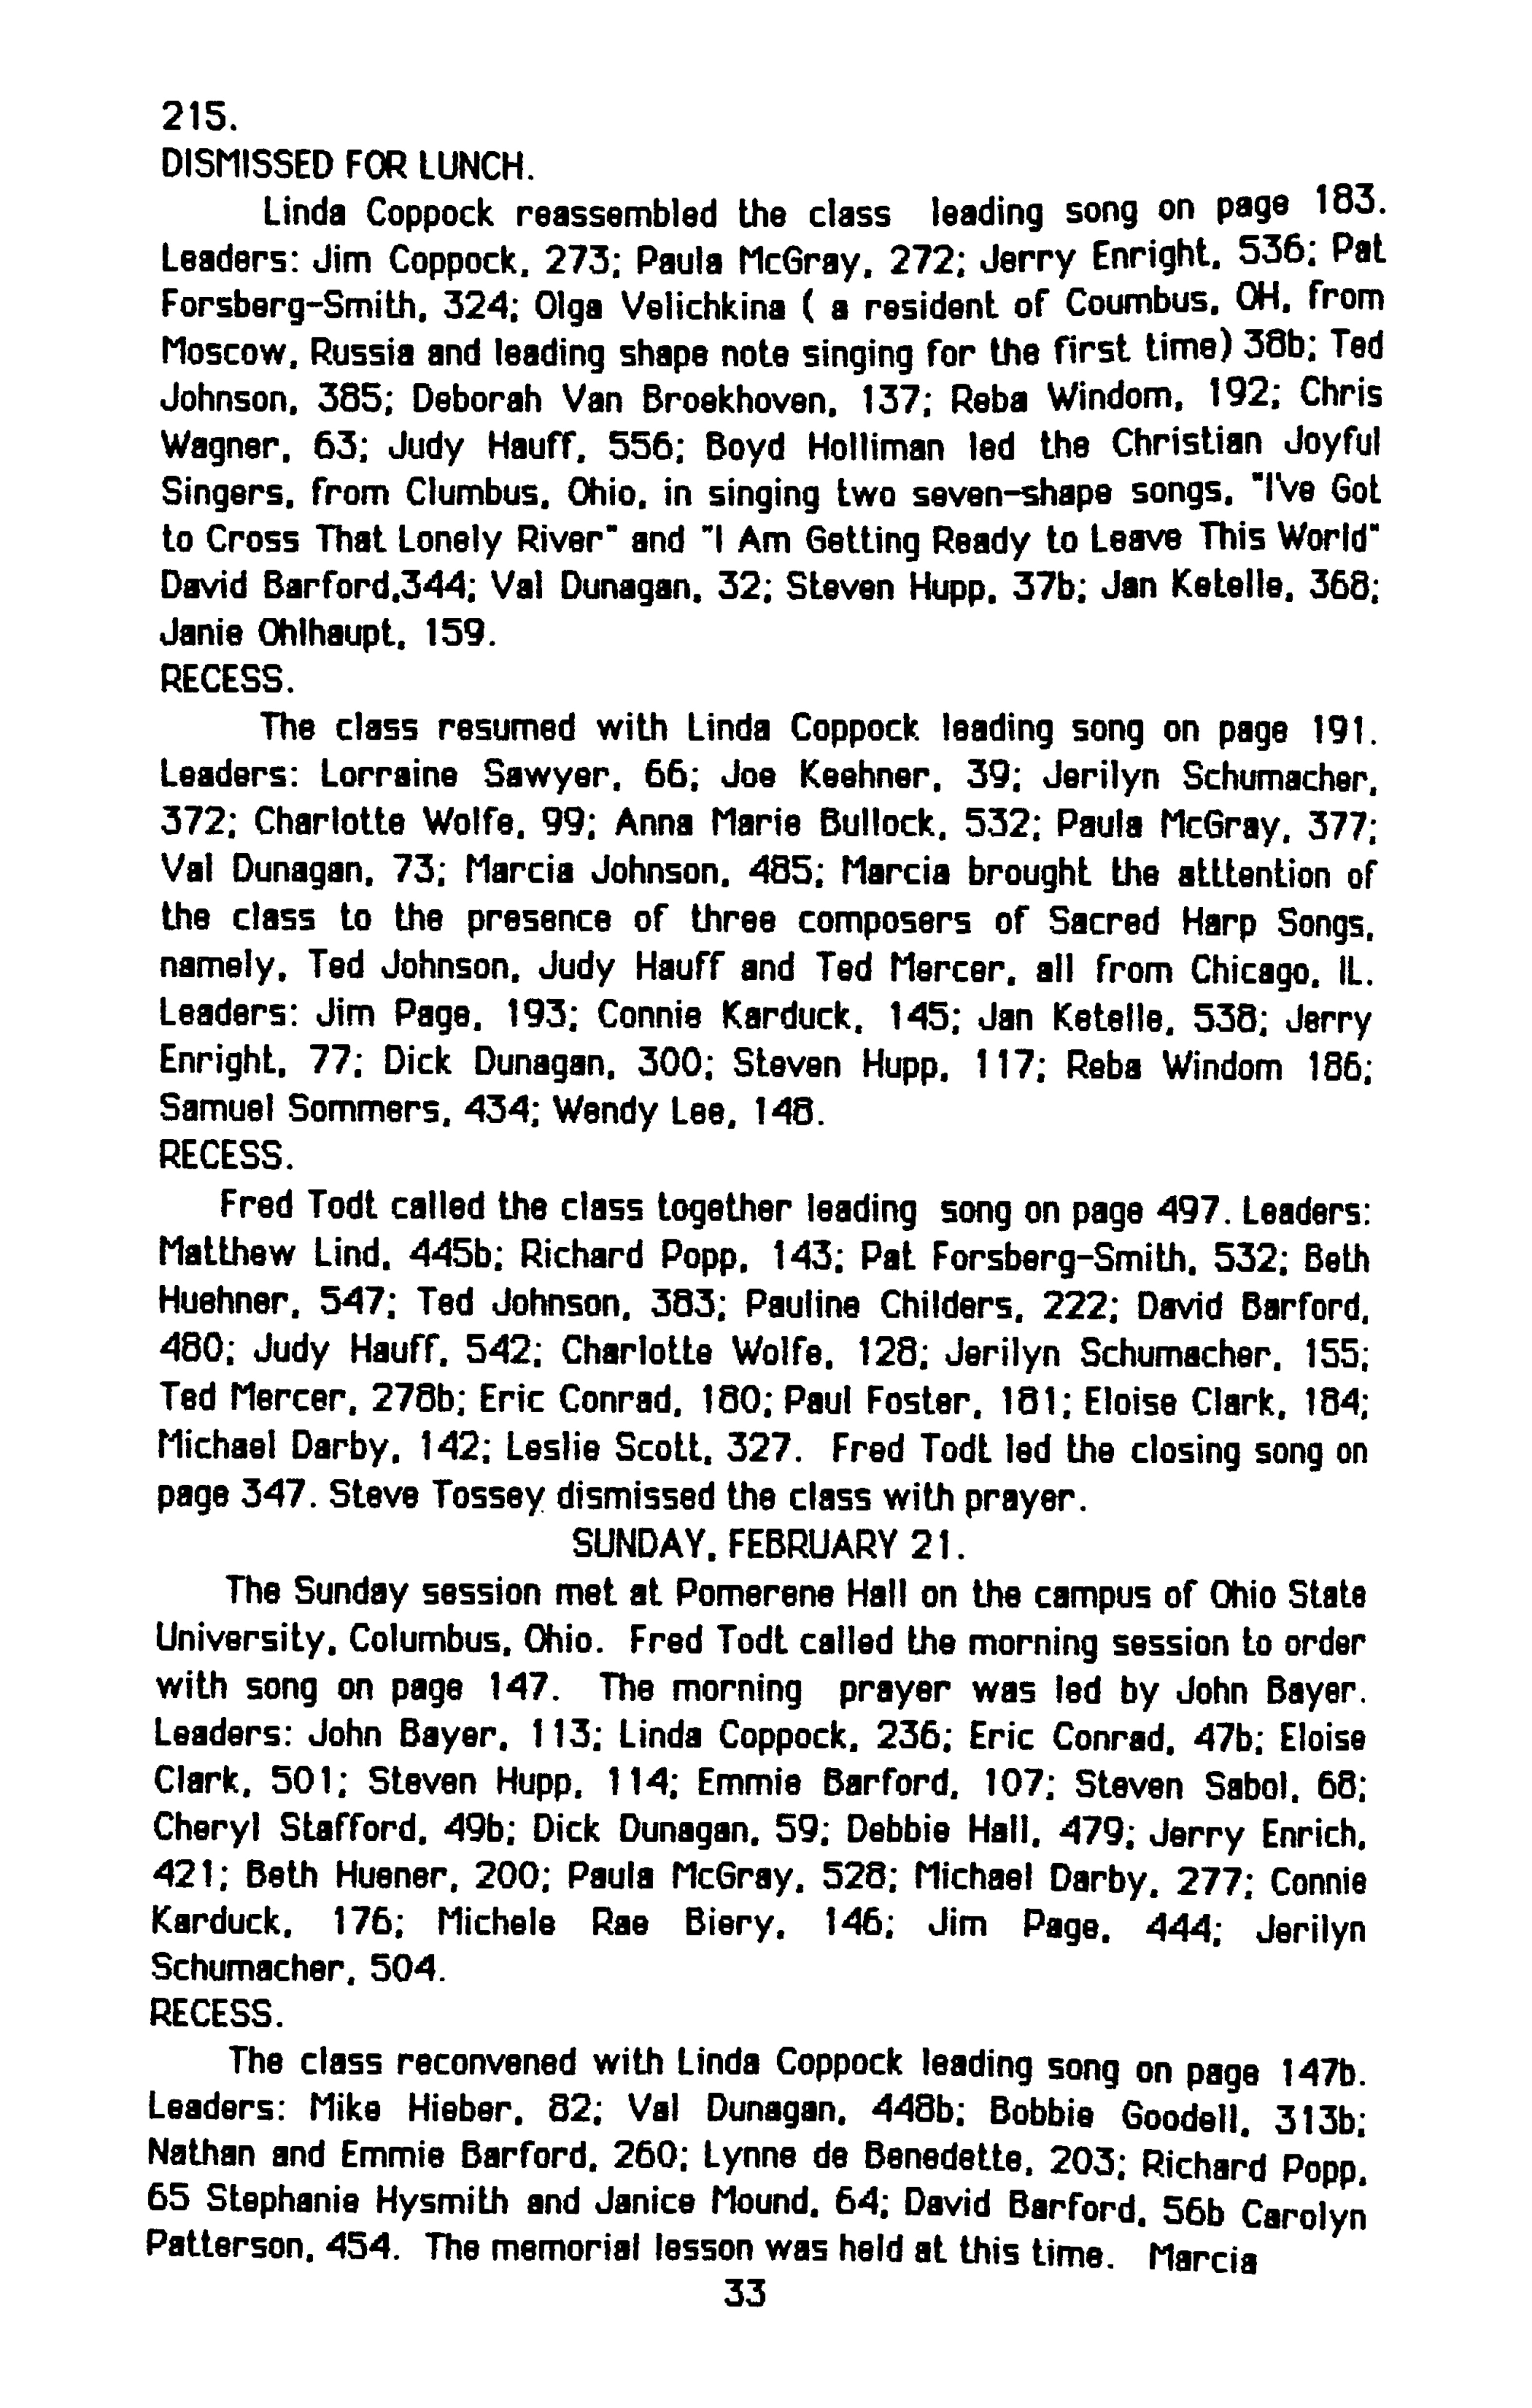 215.
DISMISSED FOR LUNCH.
Linda Coppock reassembled the class leading song on page 183.
Leaders: Jim Coppock, 273; Paula McGray, 272; Jerry Enright, 536; Pat
Forsberg-Smith, 324; Olga Velichkina ( a resident of Coumbus, OH, from
Moscow, Russia and leading shape note singing for the first time) 38b; Ted
Johnson, 385; Deborah Van Broekhoven, 137; Reba Windom, 192; Chris
Wagner, 63; Judy Hauff, 556; Boyd Holliman led the Christian Joyful
Singers, from Clumbus, Ohio, in singing two seven-shape songs, "I've Got
to Cross That Lonely River" and "I Am Getting Ready to Leave This World"
David Barford,344; Val Dunagan, 32; Steven Hupp, 37b; Jan Ketelle, 368;
Janie Ohlhaupt, 159.
RECESS.
The class resumed with Linda Coppock leading song on page 191.
Leaders: Lorraine Sawyer, 66; Joe Keehner, 39; Jerilyn Schumacher,
372; Charlotte Wolfe, 99; Anna Marie Bullock, 532; Paula McGray, 377;
Val Dunagan, 73; Marcia Johnson, 485; Marcia brought the atttention of
the class to the presence of three composers of Sacred Harp Songs,
namely, Ted Johnson, Judy Hauff and Ted Mercer, all from Chicago, IL.
Leaders: Jim Page, 193; Connie Karduck, 145; Jan Ketelle, 538; Jerry
Enright, 77; Dick Dunagan, 300; Steven Hupp, 117; Reba Windom 186;
Samuel Sommers, 434; Wendy Lee, 148.
RECESS.
Fred Todt called the class together leading song on page 497. Leaders:
Matthew Lind, 445b; Richard Popp, 143; Pat Forsberg-Smith, 532; Beth
Huehner, 547; Ted Johnson, 383; Pauline Childers, 222; David Barford,
480; Judy Hauff, 542; Charlotte Wolfe, 128; Jerilyn Schumacher, 155;
Ted Mercer, 278b; Eric Conrad, 180; Paul Foster, 181; Eloise Clark, 184;
Michael Darby, 142; Leslie Scott, 327. Fred Todt led the closing song on
page 347. Steve Tossey dismissed the class with prayer.
SUNDAY, FEBRUARY 21.
The Sunday session met at Pomerene Hall on the campus of Ohio State
University, Columbus, Ohio. Fred Todt called the morning session to order
with song on page 147. The morning prayer was led by John Bayer.
Leaders: John Bayer, 113; Linda Coppock, 236; Eric Conrad, 47b; Eloise
Clark, 501; Steven Hupp, 114; Emmie Barford, 107; Steven Sabol, 68;
Cheryl Stafford, 49b; Dick Dunagan, 59; Debbie Hall, 479; Jerry Enrich,
421; Beth Huener, 200; Paula McGray, 528; Michael Darby, 277; Connie
Karduck, 176; Michele Rae Biery, 146; Jim Page, 444; Jerilyn
Schumacher, 504.
RECESS.
The class reconvened with Linda Coppock leading song on page 147b.
Leaders: Mike Hieber, 82; Val Dunagan, 448b; Bobbie Goodell, 313b;
Nathan and Emmie Barford, 260; Lynne de Benedette, 203; Richard Popp,
65 Stephanie Hysmith and Janice Mound, 64; David Barford, 56b Carolyn
Patterson, 454. The memorial lesson was held at this time. Marcia
33